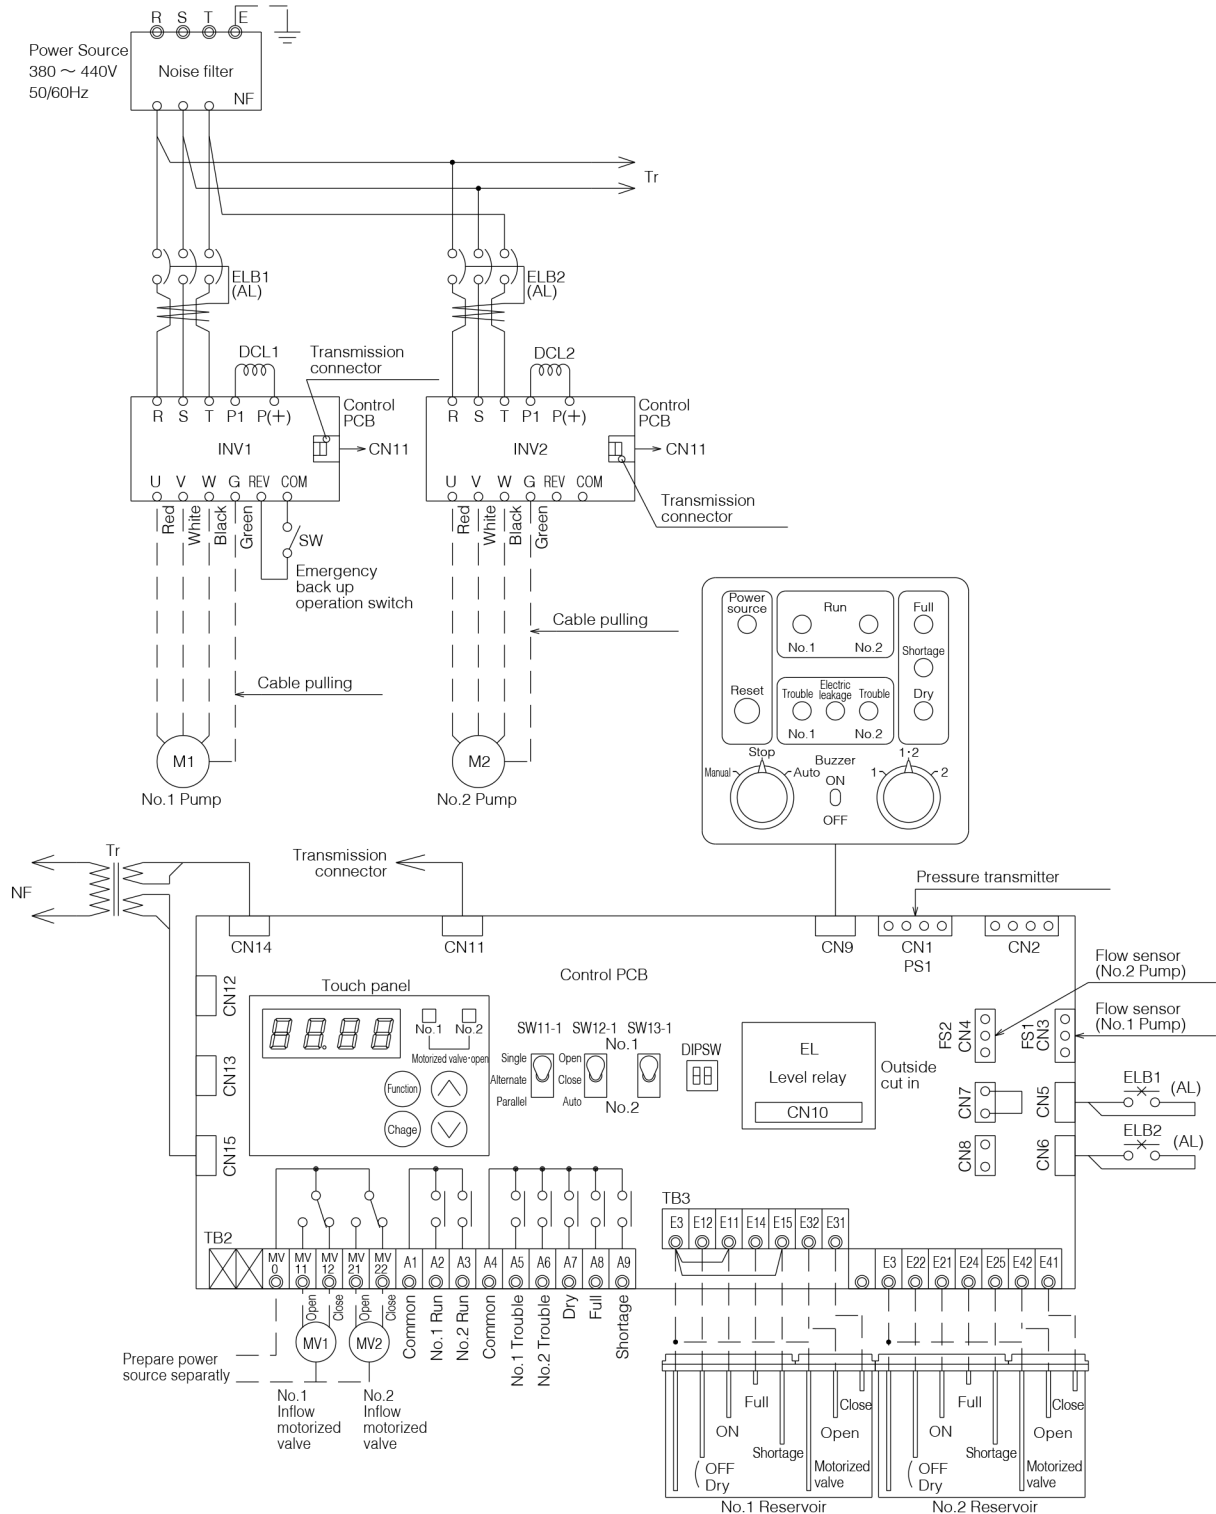 R S T E
Power Source
380 ～ 440V
50/60Hz
Noise filter
NF
Tr
ELB1
(AL)
ELB2
(AL)
DCL1
Transmission
connector
DCL2
R S T P1 P(+)
Control
PCB
INV1
CN11
U V W G REV COM
R S T P1 P(+)
Control
PCB
INV2
CN11
U V W G REV COM
Transmission
connector
Red
White
Black
Green
SW
Emergency
back up
operation switch
Red
White
Black
Green
Cable pulling
Cable pulling
M1
No.1 Pump
M2
No.2 Pump
Power
source
Run
No.1
No.2
Full
Shortage
Dry
Reset
Trouble
Electric
leakage
Trouble
No.1
No.2
Stop
Manual
Auto
Buzzer
ON
OFF
1·2
1
2
Tr
NF
Transmission
connector
Pressure transmitter
CN14
CN11
CN9
CN1
PS1
CN2
Control PCB
Flow sensor
(No.2 Pump)
Flow sensor
(No.1 Pump)
CN12
CN13
CN15
Touch panel
8 8.8 8
No.1
No.2
Motorized valve·open
Function
Chage
SW11-1 SW12-1 SW13-1
Single
Alternate
Parallel
Open
Close
Auto
No.1
No.2
DIPSW
EL
Level relay
CN10
Outside
cut in
FS2
CN4
FS1
CN3
CN7
CN5
CN8
CN6
ELB1
(AL)
ELB2
(AL)
TB3
E3 E12 E11 E14 E15 E32 E31
TB2
MV
0
MV
11
MV
12
MV
21
MV
22
A1 A2 A3 A4 A5 A6 A7 A8 A9
E3 E22 E21 E24 E25 E42 E41
Open
Close
Open
Close
MV1
MV2
Common
No.1 Run
No.2 Run
Common
No.1 Trouble
No.2 Trouble
Dry
Full
Shortage
Prepare power
source separatly
No.1
Inflow
motorized
valve
No.2
Inflow
motorized
valve
Full
Close
ON
Open
Shortage
OFF
Dry
Motorized
valve
No.1 Reservoir
Full
Close
ON
Open
Shortage
OFF
Dry
Motorized
valve
No.2 Reservoir